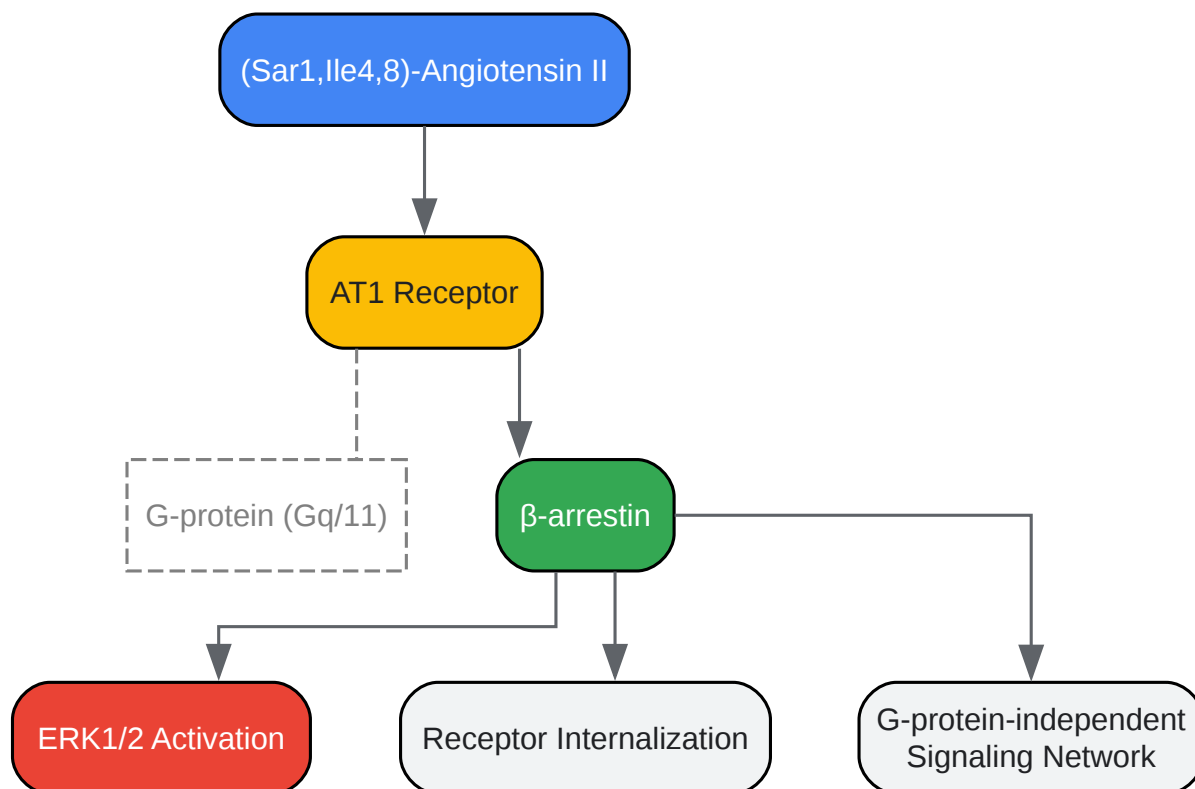 (Sar1,Ile4,8)-Angiotensin II
AT1 Receptor
G-protein (Gq/11)
β-arrestin
ERK1/2 Activation
Receptor Internalization
G-protein-independent
Signaling Network